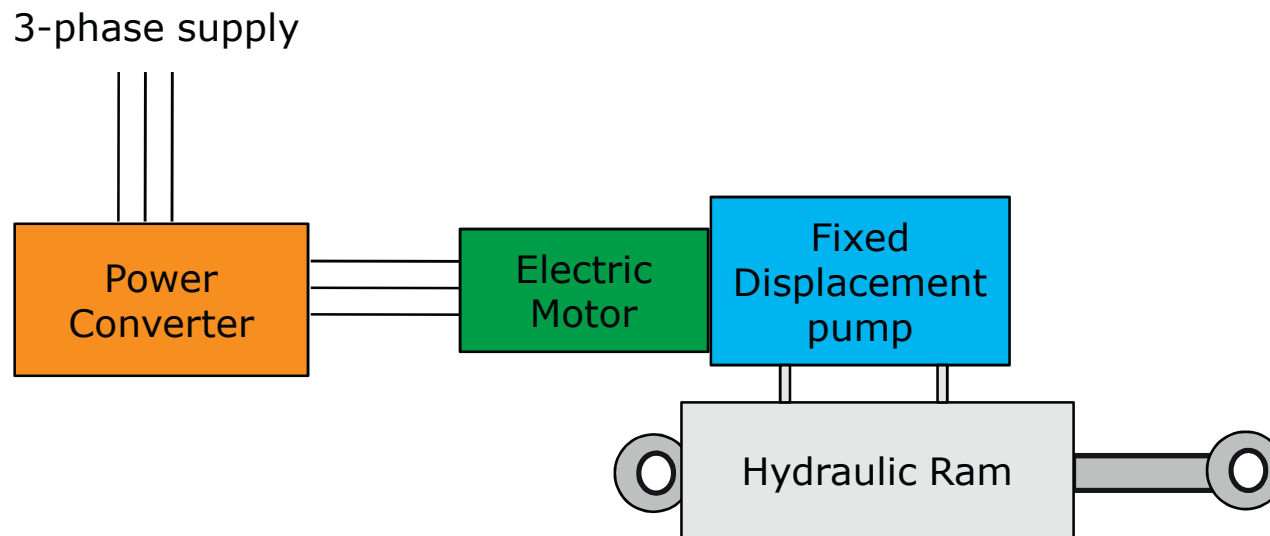 3-phase supply
Power
Converter
Electric
Motor
Fixed
Displacement
pump
Hydraulic Ram